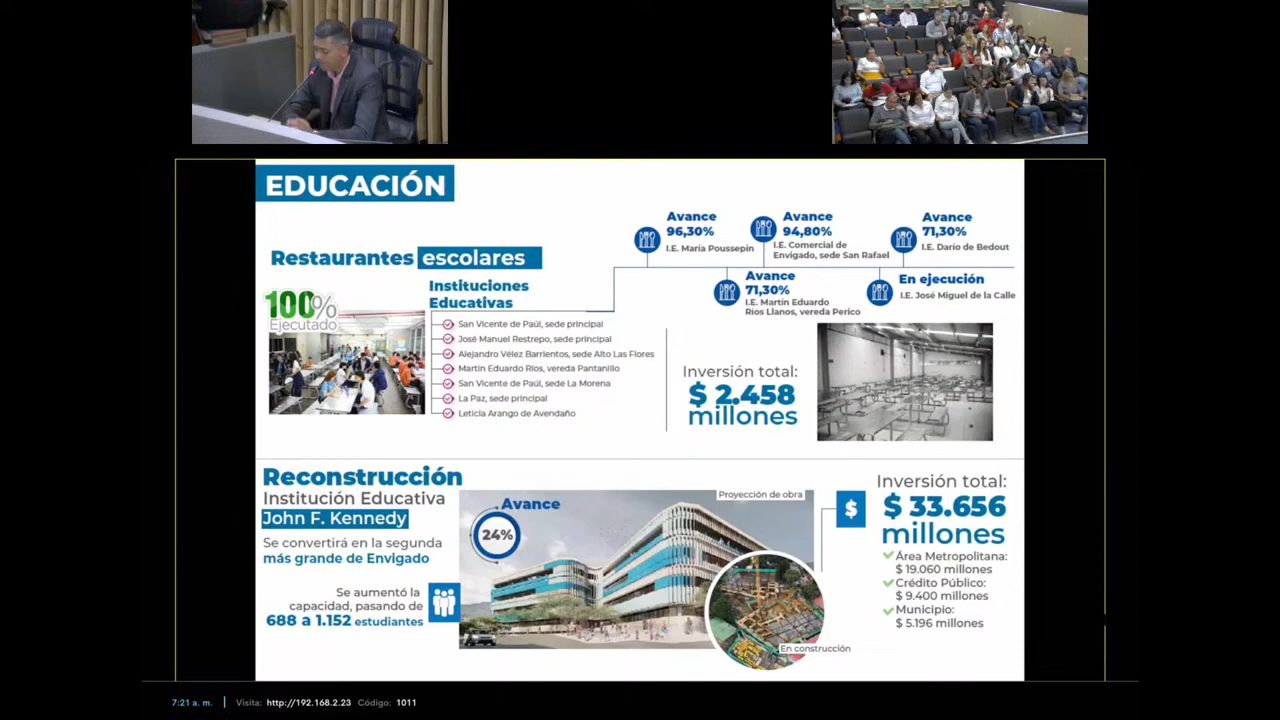 EDUCACIÓN
Restaurantes escolares
100%
Ejecutado
Instituciones
Educativas
San Vicente de Paúl, sede principal
José Manuel Restrepo, sede principal
Alejandro Vélez Barrientos, sede Alto Las Flores
Martín Eduardo Ríos, vereda Pantanillo
San Vicente de Paúl, sede La Morena
La Paz, sede principal
Leticia Arango de Avendaño
Avance
96,30%
I.E. María Poussepin
Avance
94,80%
I.E. Comercial de
Envigado, sede San Rafael
Avance
71,30%
I.E. Darío de Bedout
Avance
71,30%
I.E. Martín Eduardo
Ríos Llanos, vereda Perico
En ejecución
I.E. José Miguel de la Calle
Inversión total:
$ 2.458
millones
Reconstrucción
Institución Educativa
John F. Kennedy
Se convertirá en la segunda
más grande de Envigado
Se aumentó la
capacidad, pasando de
688 a 1.152 estudiantes
Avance
24%
Proyección de obra
En construcción
$
Inversión total:
$ 33.656
millones
Área Metropolitana:
$ 19.060 millones
Crédito Público:
$ 9.400 millones
Municipio:
$ 5.196 millones
7:21 a. m. | Visita: http://192.168.2.23 Código: 1011